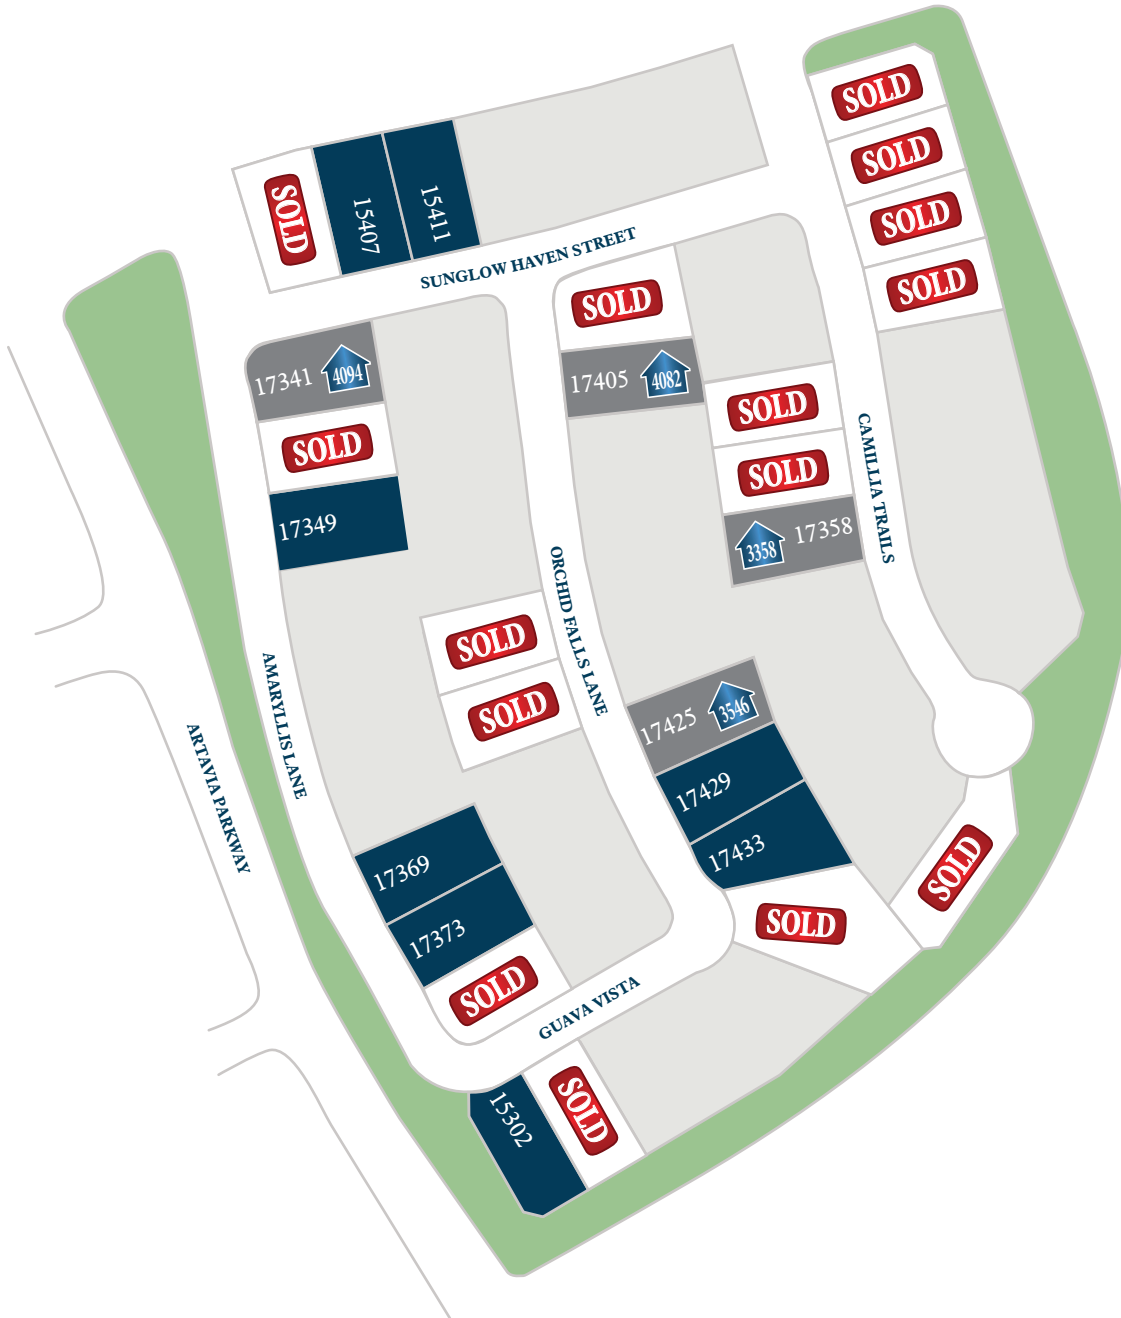 SOLD
SOLD
SOLD
15407
15411
SOLD
SOLD
SUNGLOW HAVEN STREET
SOLD
17341
4094
17405
4082
SOLD
SOLD
SOLD
17349
17358
3358
CAMILLIA TRAILS
ORCHID FALLS LANE
SOLD
SOLD
AMARYLLIS LANE
17425
3546
ARTAVIA PARKWAY
17429
17433
17369
SOLD
17373
SOLD
SOLD
GUAVA VISTA
15302
SOLD